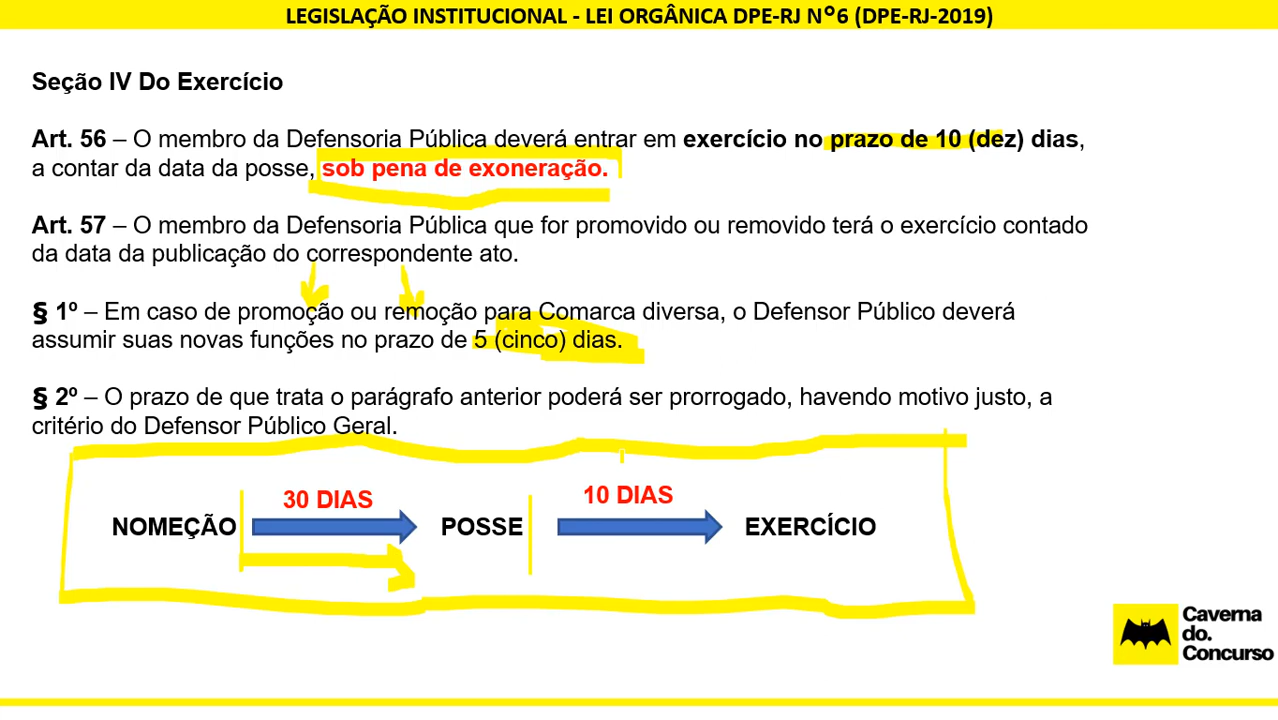 LEGISLAÇÃO INSTITUCIONAL - LEI ORGÂNICA DPE-RJ Nº6 (DPE-RJ-2019)
Seção IV Do Exercício
Art. 56 – O membro da Defensoria Pública deverá entrar em exercício no prazo de 10 (dez) dias,
a contar da data da posse, sob pena de exoneração.
Art. 57 – O membro da Defensoria Pública que for promovido ou removido terá o exercício contado
da data da publicação do correspondente ato.
§ 1º – Em caso de promoção ou remoção para Comarca diversa, o Defensor Público deverá
assumir suas novas funções no prazo de 5 (cinco) dias.
§ 2º – O prazo de que trata o parágrafo anterior poderá ser prorrogado, havendo motivo justo, a
critério do Defensor Público Geral.
30 DIAS 10 DIAS
NOMEÇÃO POSSE EXERCÍCIO
Caverna
do.
Concurso